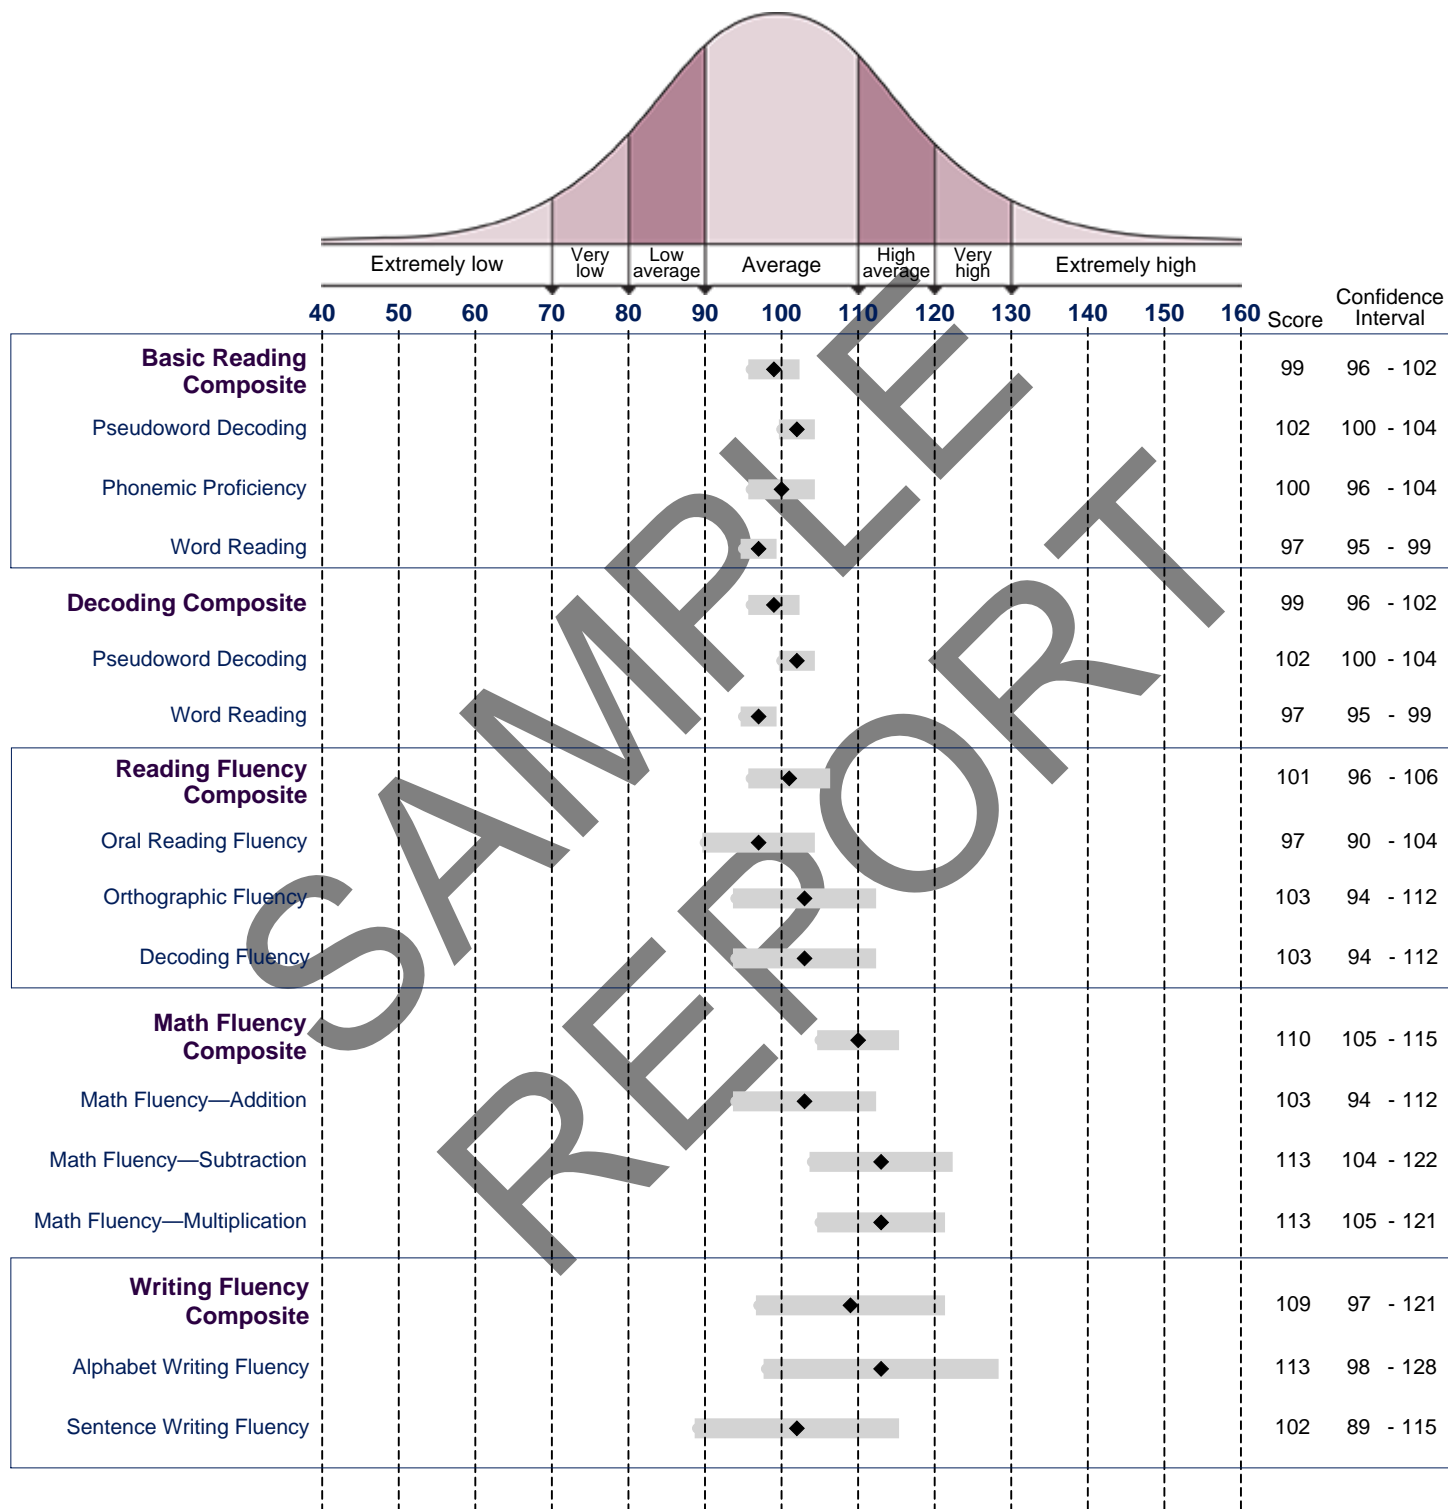 Extremely low
Very
low
Low
average
Average
High
average
Very
high
Extremely high
40 50 60 70 80 90 100 110 120 130 140 150 160
Score
Confidence
Interval
Basic Reading
Composite
99 96 - 102
Pseudoword Decoding 102 100 - 104
Phonemic Proficiency 100 96 - 104
Word Reading 97 95 - 99
Decoding Composite 99 96 - 102
Pseudoword Decoding 102 100 - 104
Word Reading 97 95 - 99
Reading Fluency
Composite
101 96 - 106
Oral Reading Fluency 97 90 - 104
Orthographic Fluency 103 94 - 112
Decoding Fluency 103 94 - 112
Math Fluency
Composite
110 105 - 115
Math Fluency—Addition 103 94 - 112
Math Fluency—Subtraction 113 104 - 122
Math Fluency—Multiplication 113 105 - 121
Writing Fluency
Composite
109 97 - 121
Alphabet Writing Fluency 113 98 - 128
Sentence Writing Fluency 102 89 - 115
SAMPLE
REPORT